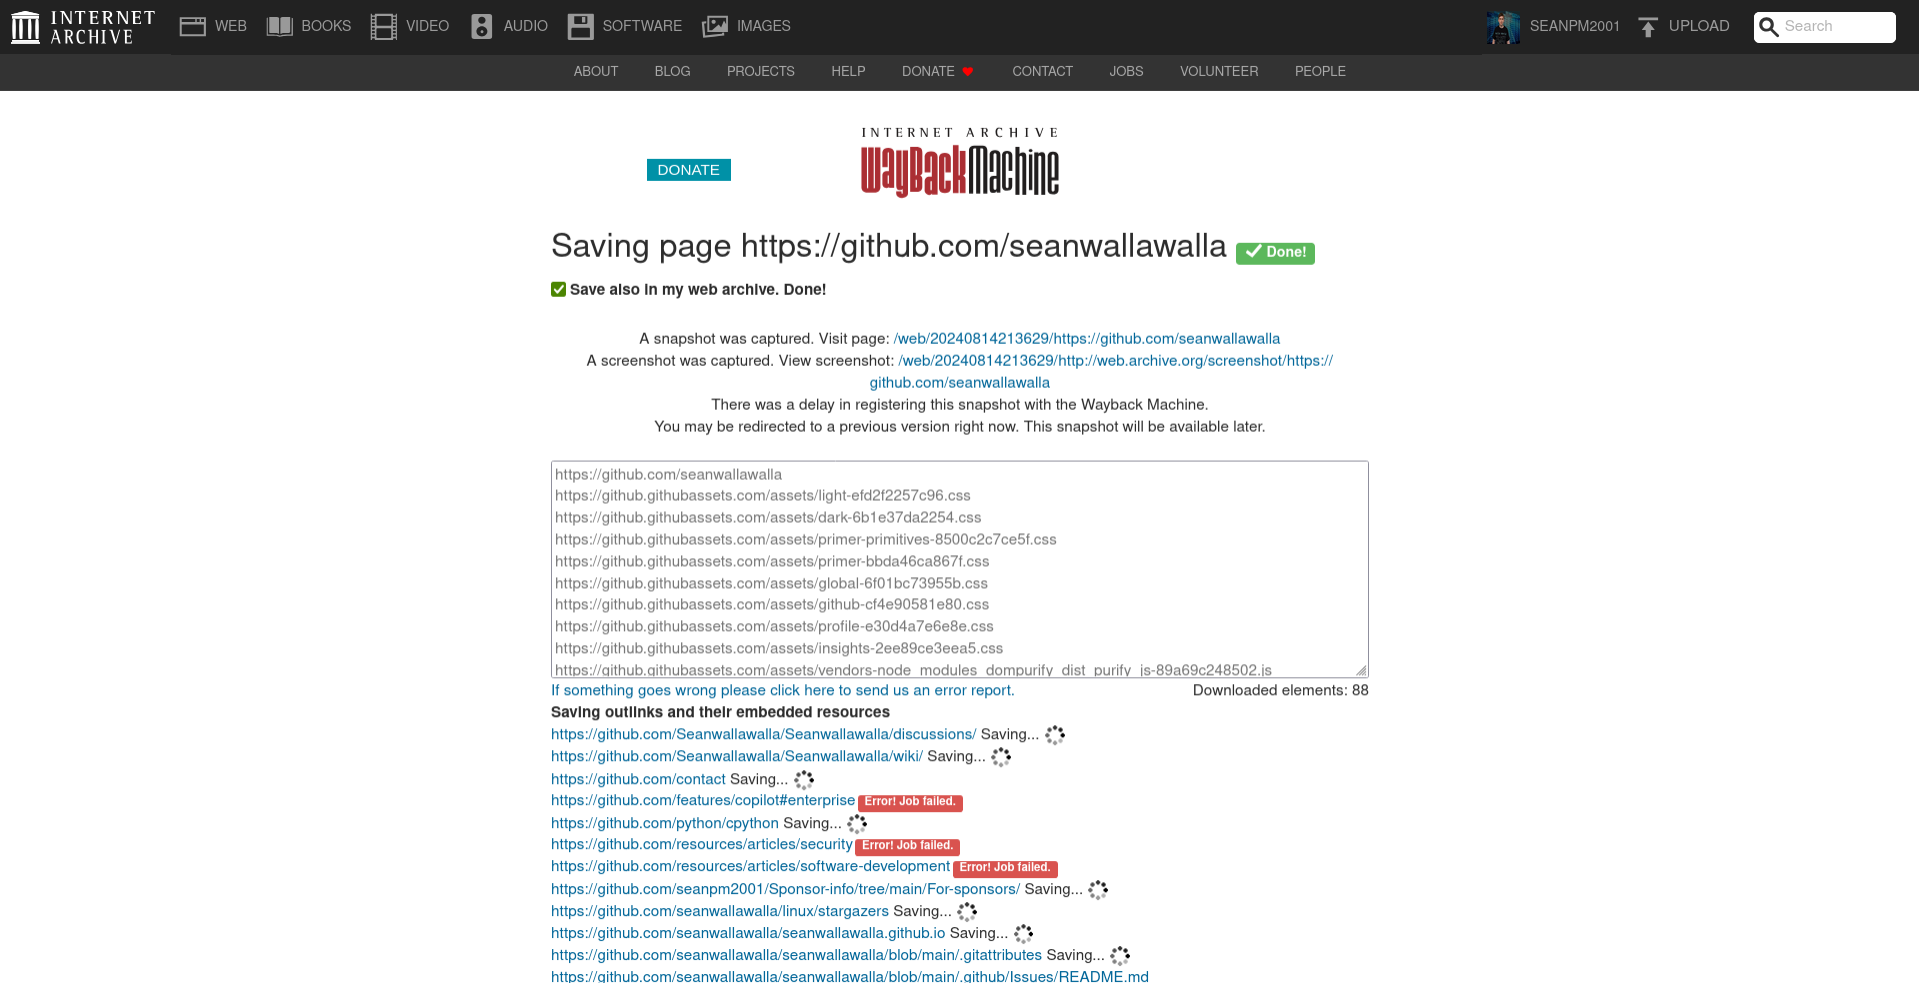 INTERNET ARCHIVE
WEB BOOKS VIDEO AUDIO SOFTWARE IMAGES SEANPM2001 UPLOAD Search
ABOUT BLOG PROJECTS HELP DONATE CONTACT JOBS VOLUNTEER PEOPLE
INTERNET ARCHIVE
WayBackMachine
DONATE
Saving page https://github.com/seanwallawalla Done!
Save also in my web archive. Done!
A snapshot was captured. Visit page: /web/20240814213629/https://github.com/seanwallawalla
A screenshot was captured. View screenshot: /web/20240814213629/http://web.archive.org/screenshot/https://
github.com/seanwallawalla
There was a delay in registering this snapshot with the Wayback Machine.
You may be redirected to a previous version right now. This snapshot will be available later.
https://github.com/seanwallawalla
https://github.githubassets.com/assets/light-efd2f2257c96.css
https://github.githubassets.com/assets/dark-6b1e37da2254.css
https://github.githubassets.com/assets/primer-primitives-8500c2c7ce5f.css
https://github.githubassets.com/assets/primer-bbda46ca867f.css
https://github.githubassets.com/assets/global-6f01bc73955b.css
https://github.githubassets.com/assets/github-cf4e90581e80.css
https://github.githubassets.com/assets/profile-e30d4a7e6e8e.css
https://github.githubassets.com/assets/insights-2ee89ce3eea5.css
https://github.githubassets.com/assets/vendors-node_modules_dompurify_dist_purify_js-89a69c248502.js
If something goes wrong please click here to send us an error report. Downloaded elements: 88
Saving outlinks and their embedded resources
https://github.com/Seanwallawalla/Seanwallawalla/discussions/ Saving...
https://github.com/Seanwallawalla/Seanwallawalla/wiki/ Saving...
https://github.com/contact Saving...
https://github.com/features/copilot#enterprise Error! Job failed.
https://github.com/python/cpython Saving...
https://github.com/resources/articles/security Error! Job failed.
https://github.com/resources/articles/software-development Error! Job failed.
https://github.com/seanpm2001/Sponsor-info/tree/main/For-sponsors/ Saving...
https://github.com/seanwallawalla/linux/stargazers Saving...
https://github.com/seanwallawalla/seanwallawalla.github.io Saving...
https://github.com/seanwallawalla/seanwallawalla/blob/main/.gitattributes Saving...
https://github.com/seanwallawalla/seanwallawalla/blob/main/.github/Issues/README.md